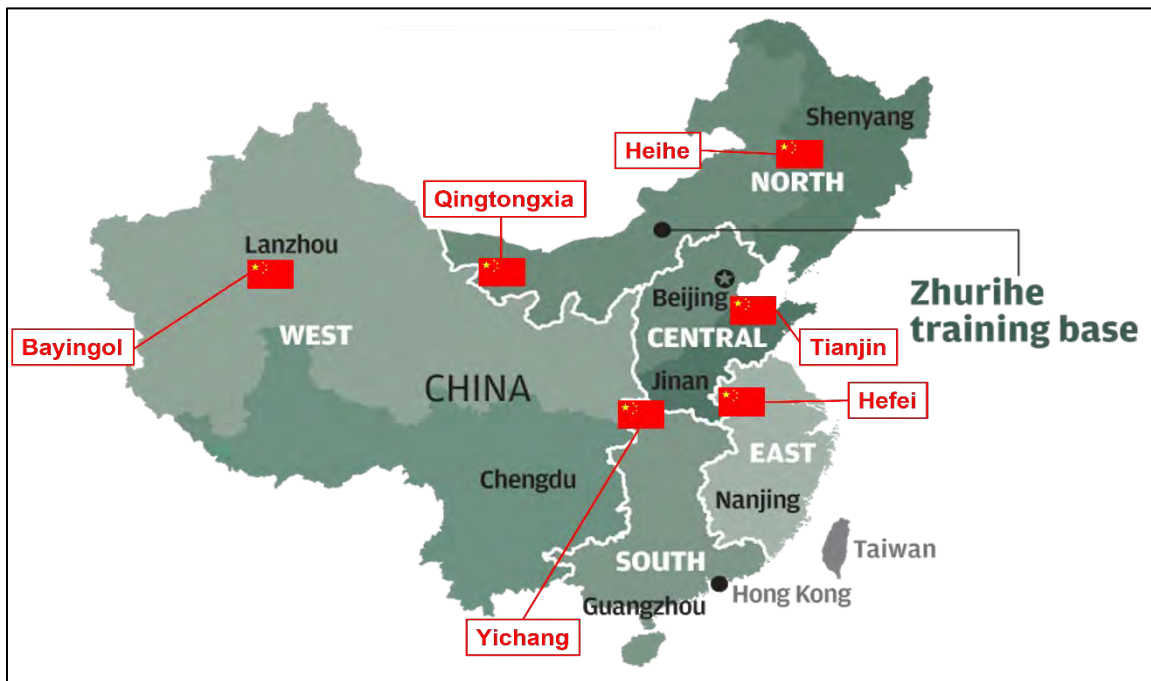 Shenyang
Heihe
NORTH
Qingtongxia
Lanzhou
Zhurihe
training base
Beijing
Bayingol
WEST
CENTRAL
Tianjin
CHINA
Jinan
Hefei
EAST
Chengdu
Nanjing
Taiwan
SOUTH
Hong Kong
Guangzhou
Yichang